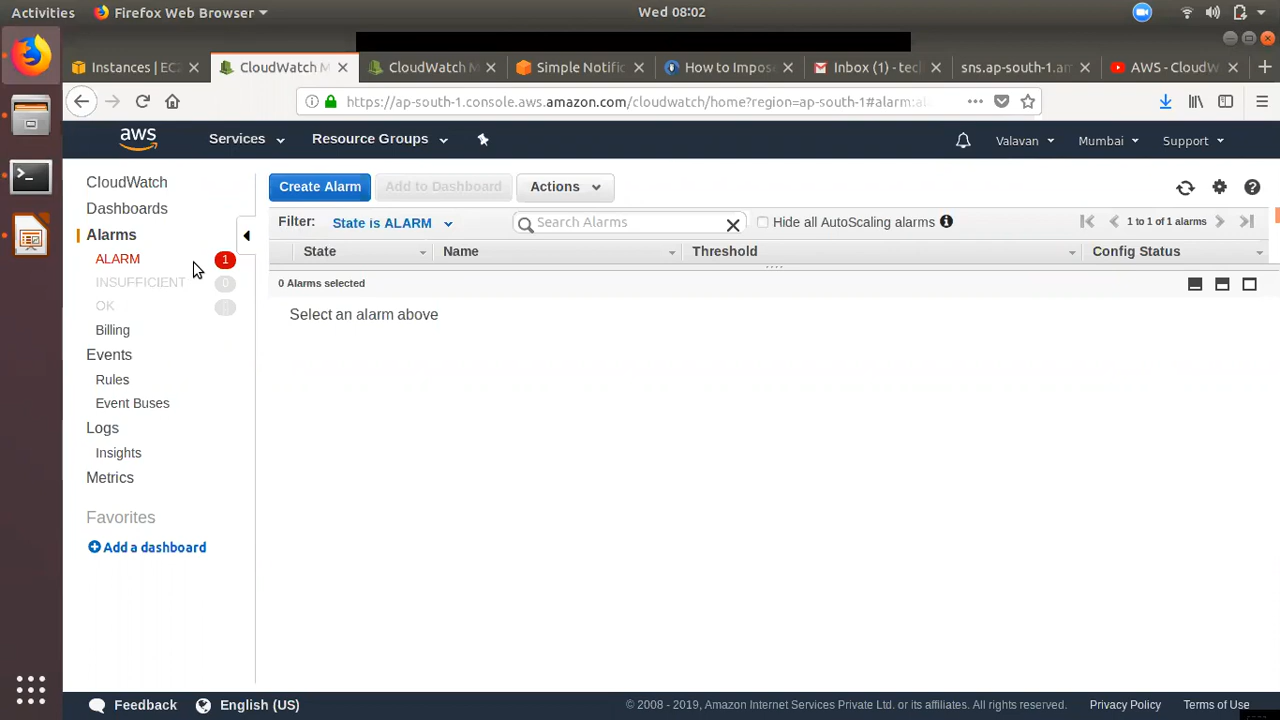 Activities
Firefox Web Browser
Wed 08:02
Instances | EC2
CloudWatch M
CloudWatch M
Simple Notific
How to Impos
Inbox (1) - tec
sns.ap-south-1.am
AWS - CloudW
https://ap-south-1.console.aws.amazon.com/cloudwatch/home?region=ap-south-1#alarm:al
aws
Services
Resource Groups
Valavan
Mumbai
Support
CloudWatch
Dashboards
Alarms
ALARM 1
INSUFFICIENT 0
OK
Billing
Events
Rules
Event Buses
Logs
Insights
Metrics
Favorites
Add a dashboard
Create Alarm
Add to Dashboard
Actions
Filter:
State is ALARM
Search Alarms
Hide all AutoScaling alarms
1 to 1 of 1 alarms
State
Name
Threshold
Config Status
0 Alarms selected
Select an alarm above
Feedback
English (US)
© 2008 - 2019, Amazon Internet Services Private Ltd. or its affiliates. All rights reserved.
Privacy Policy
Terms of Use